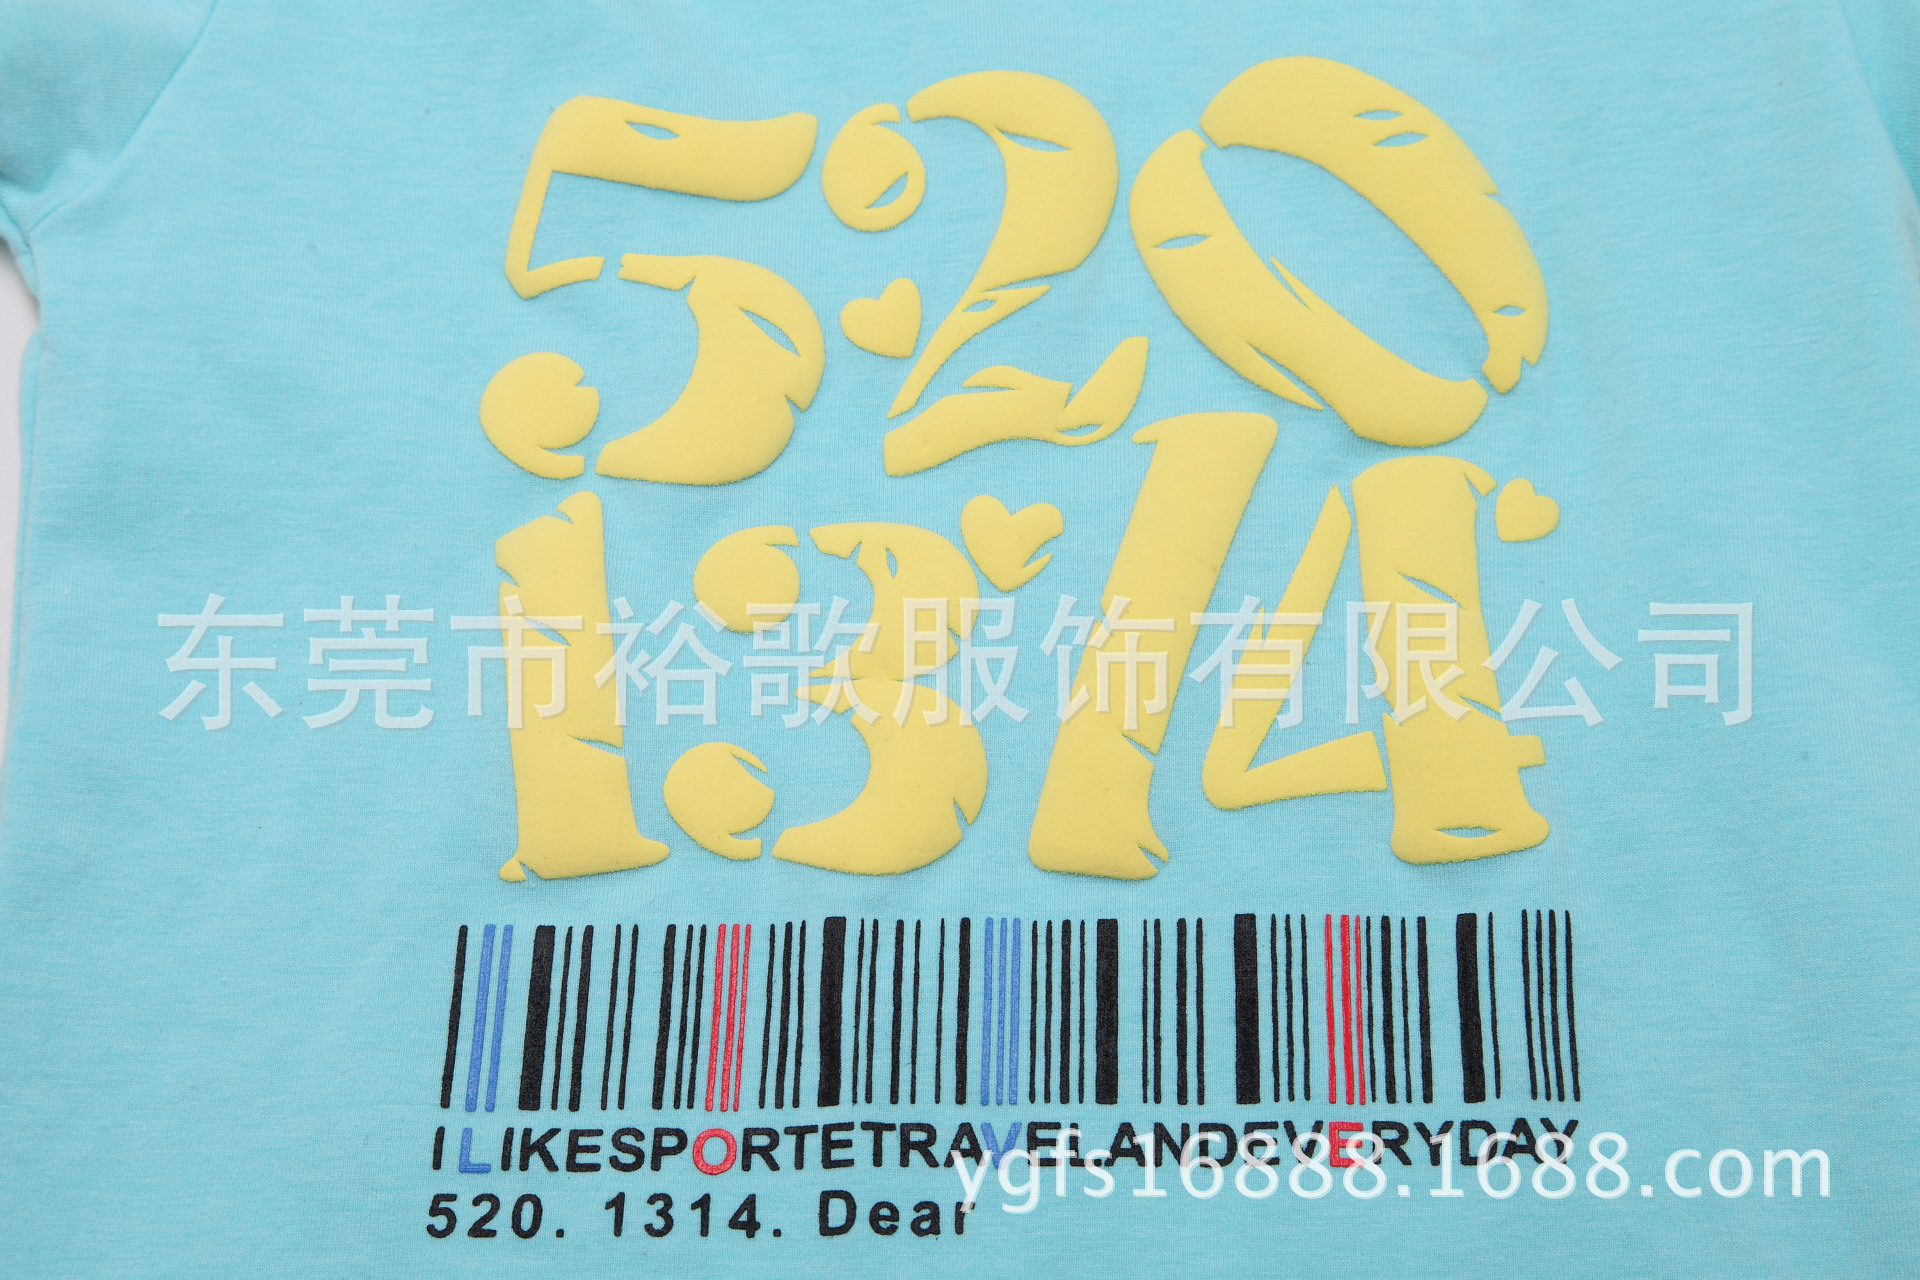 520
1314
东莞市裕歌服饰有限公司
ILIKESPORTETRAVELANDEVERYDAY
ygfs16888.1688.com
520. 1314. Dear